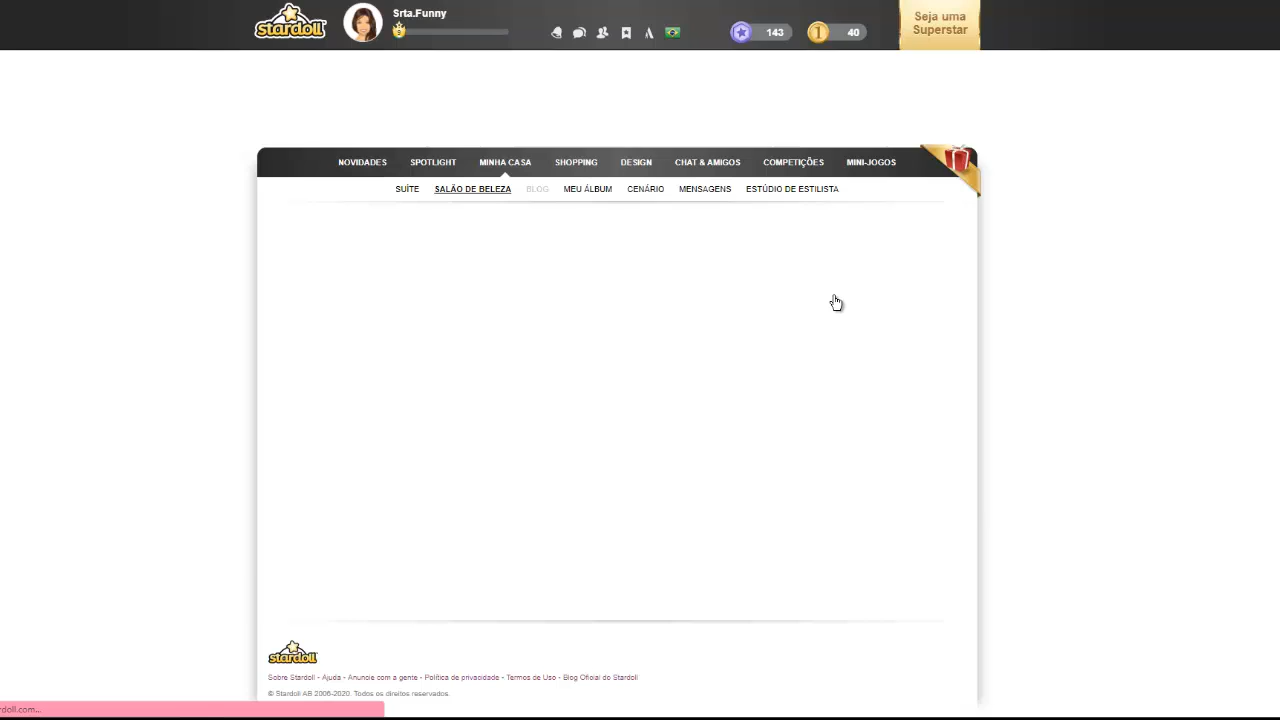 stardoll
Srta.Funny
143
40
Seja uma
Superstar
NOVIDADES SPOTLIGHT MINHA CASA SHOPPING DESIGN CHAT & AMIGOS COMPETIÇÕES MINI-JOGOS
SUÍTE SALÃO DE BELEZA BLOG MEU ÁLBUM CENÁRIO MENSAGENS ESTÚDIO DE ESTILISTA
stardoll
Sobre Stardoll - Ajuda - Anuncie com a gente - Política de privacidade - Termos de Uso - Blog Oficial do Stardoll
© Stardoll AB 2006-2020. Todos os direitos reservados.
rdoll.com...